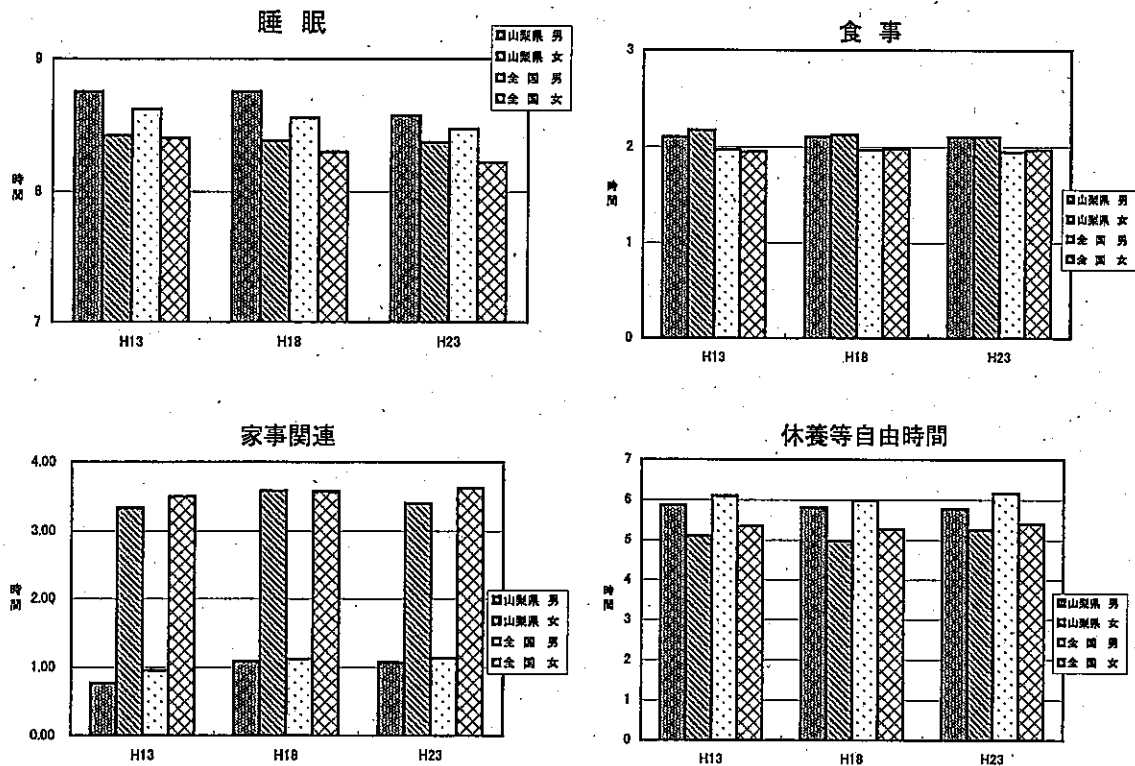 睡眠
山梨県 男
山梨県 女
全国 男
全国 女
9
8
7
時間
H13
H18
H23
食事
3
2
1
0
時間
山梨県 男
山梨県 女
全国 男
全国 女
H13
H18
H23
家事関連
4.00
3.00
2.00
1.00
0.00
時間
山梨県 男
山梨県 女
全国 男
全国 女
H13
H18
H23
休養等自由時間
7
6
5
4
3
2
1
0
時間
山梨県 男
山梨県 女
全国 男
全国 女
H13
H18
H23